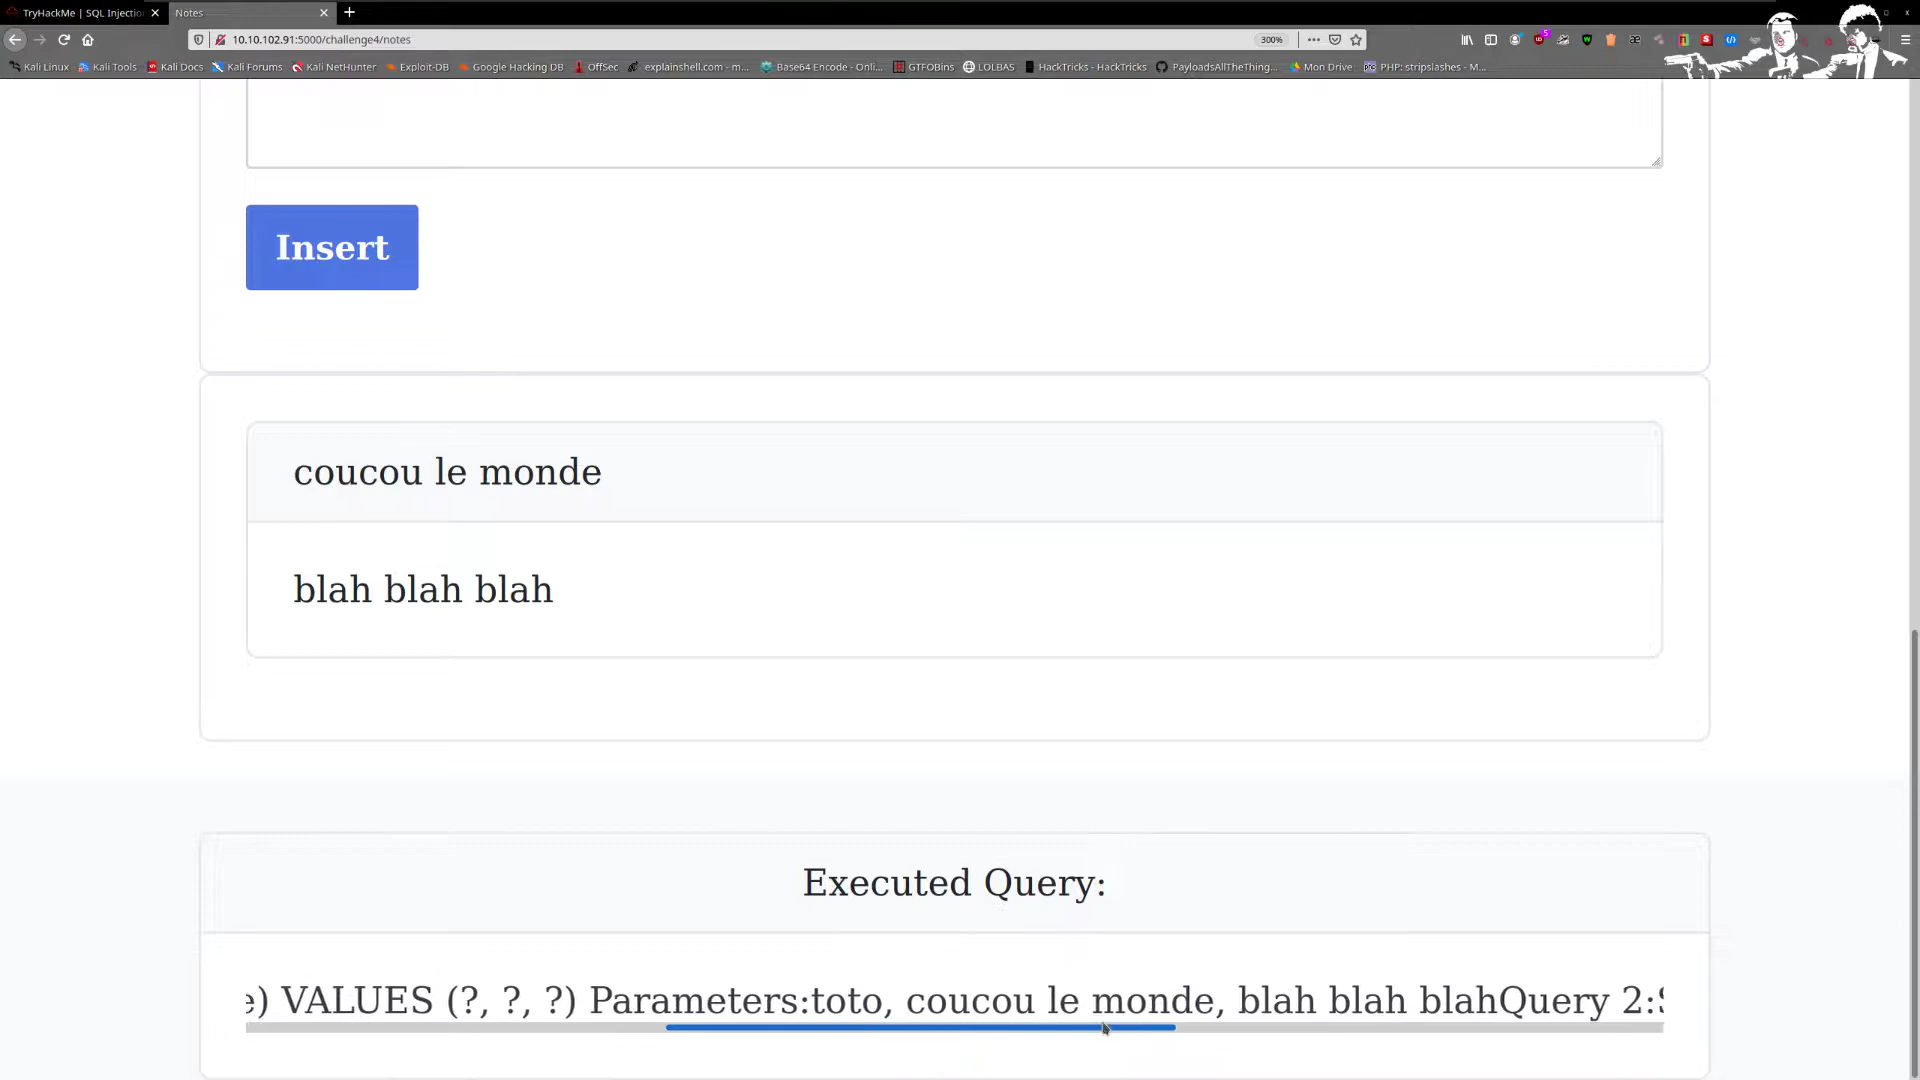 TryHackMe | SQL Injectio
Notes
10.10.102.91:5000/challenge4/notes
300%
5
Kali Linux
Kali Tools
Kali Docs
Kali Forums
Kali NetHunter
Exploit-DB
Google Hacking DB
OffSec
explainshell.com - m...
Base64 Encode - Onli...
GTFOBins
LOLBAS
HackTricks - HackTricks
PayloadsAllTheThing...
Mon Drive
PHP: stripslashes - M...
Insert
coucou le monde
blah blah blah
Executed Query:
e) VALUES (?, ?, ?) Parameters:toto, coucou le monde, blah blah blahQuery 2:S